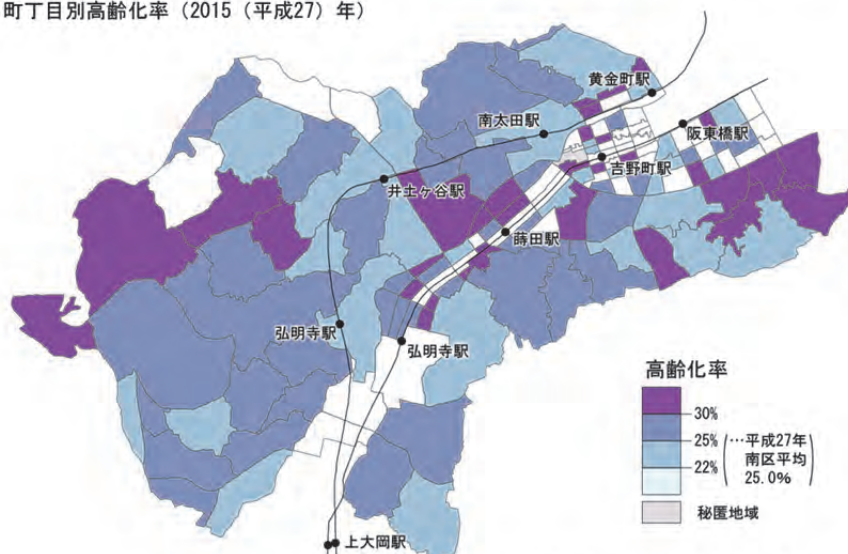 町丁目別高齢化率（2015（平成27）年）
黄金町駅
南太田駅
阪東橋駅
吉野町駅
井土ヶ谷駅
蒔田駅
弘明寺駅
弘明寺駅
上大岡駅
高齢化率
30%
25%
22%
(…平成27年
南区平均
25.0%)
秘匿地域